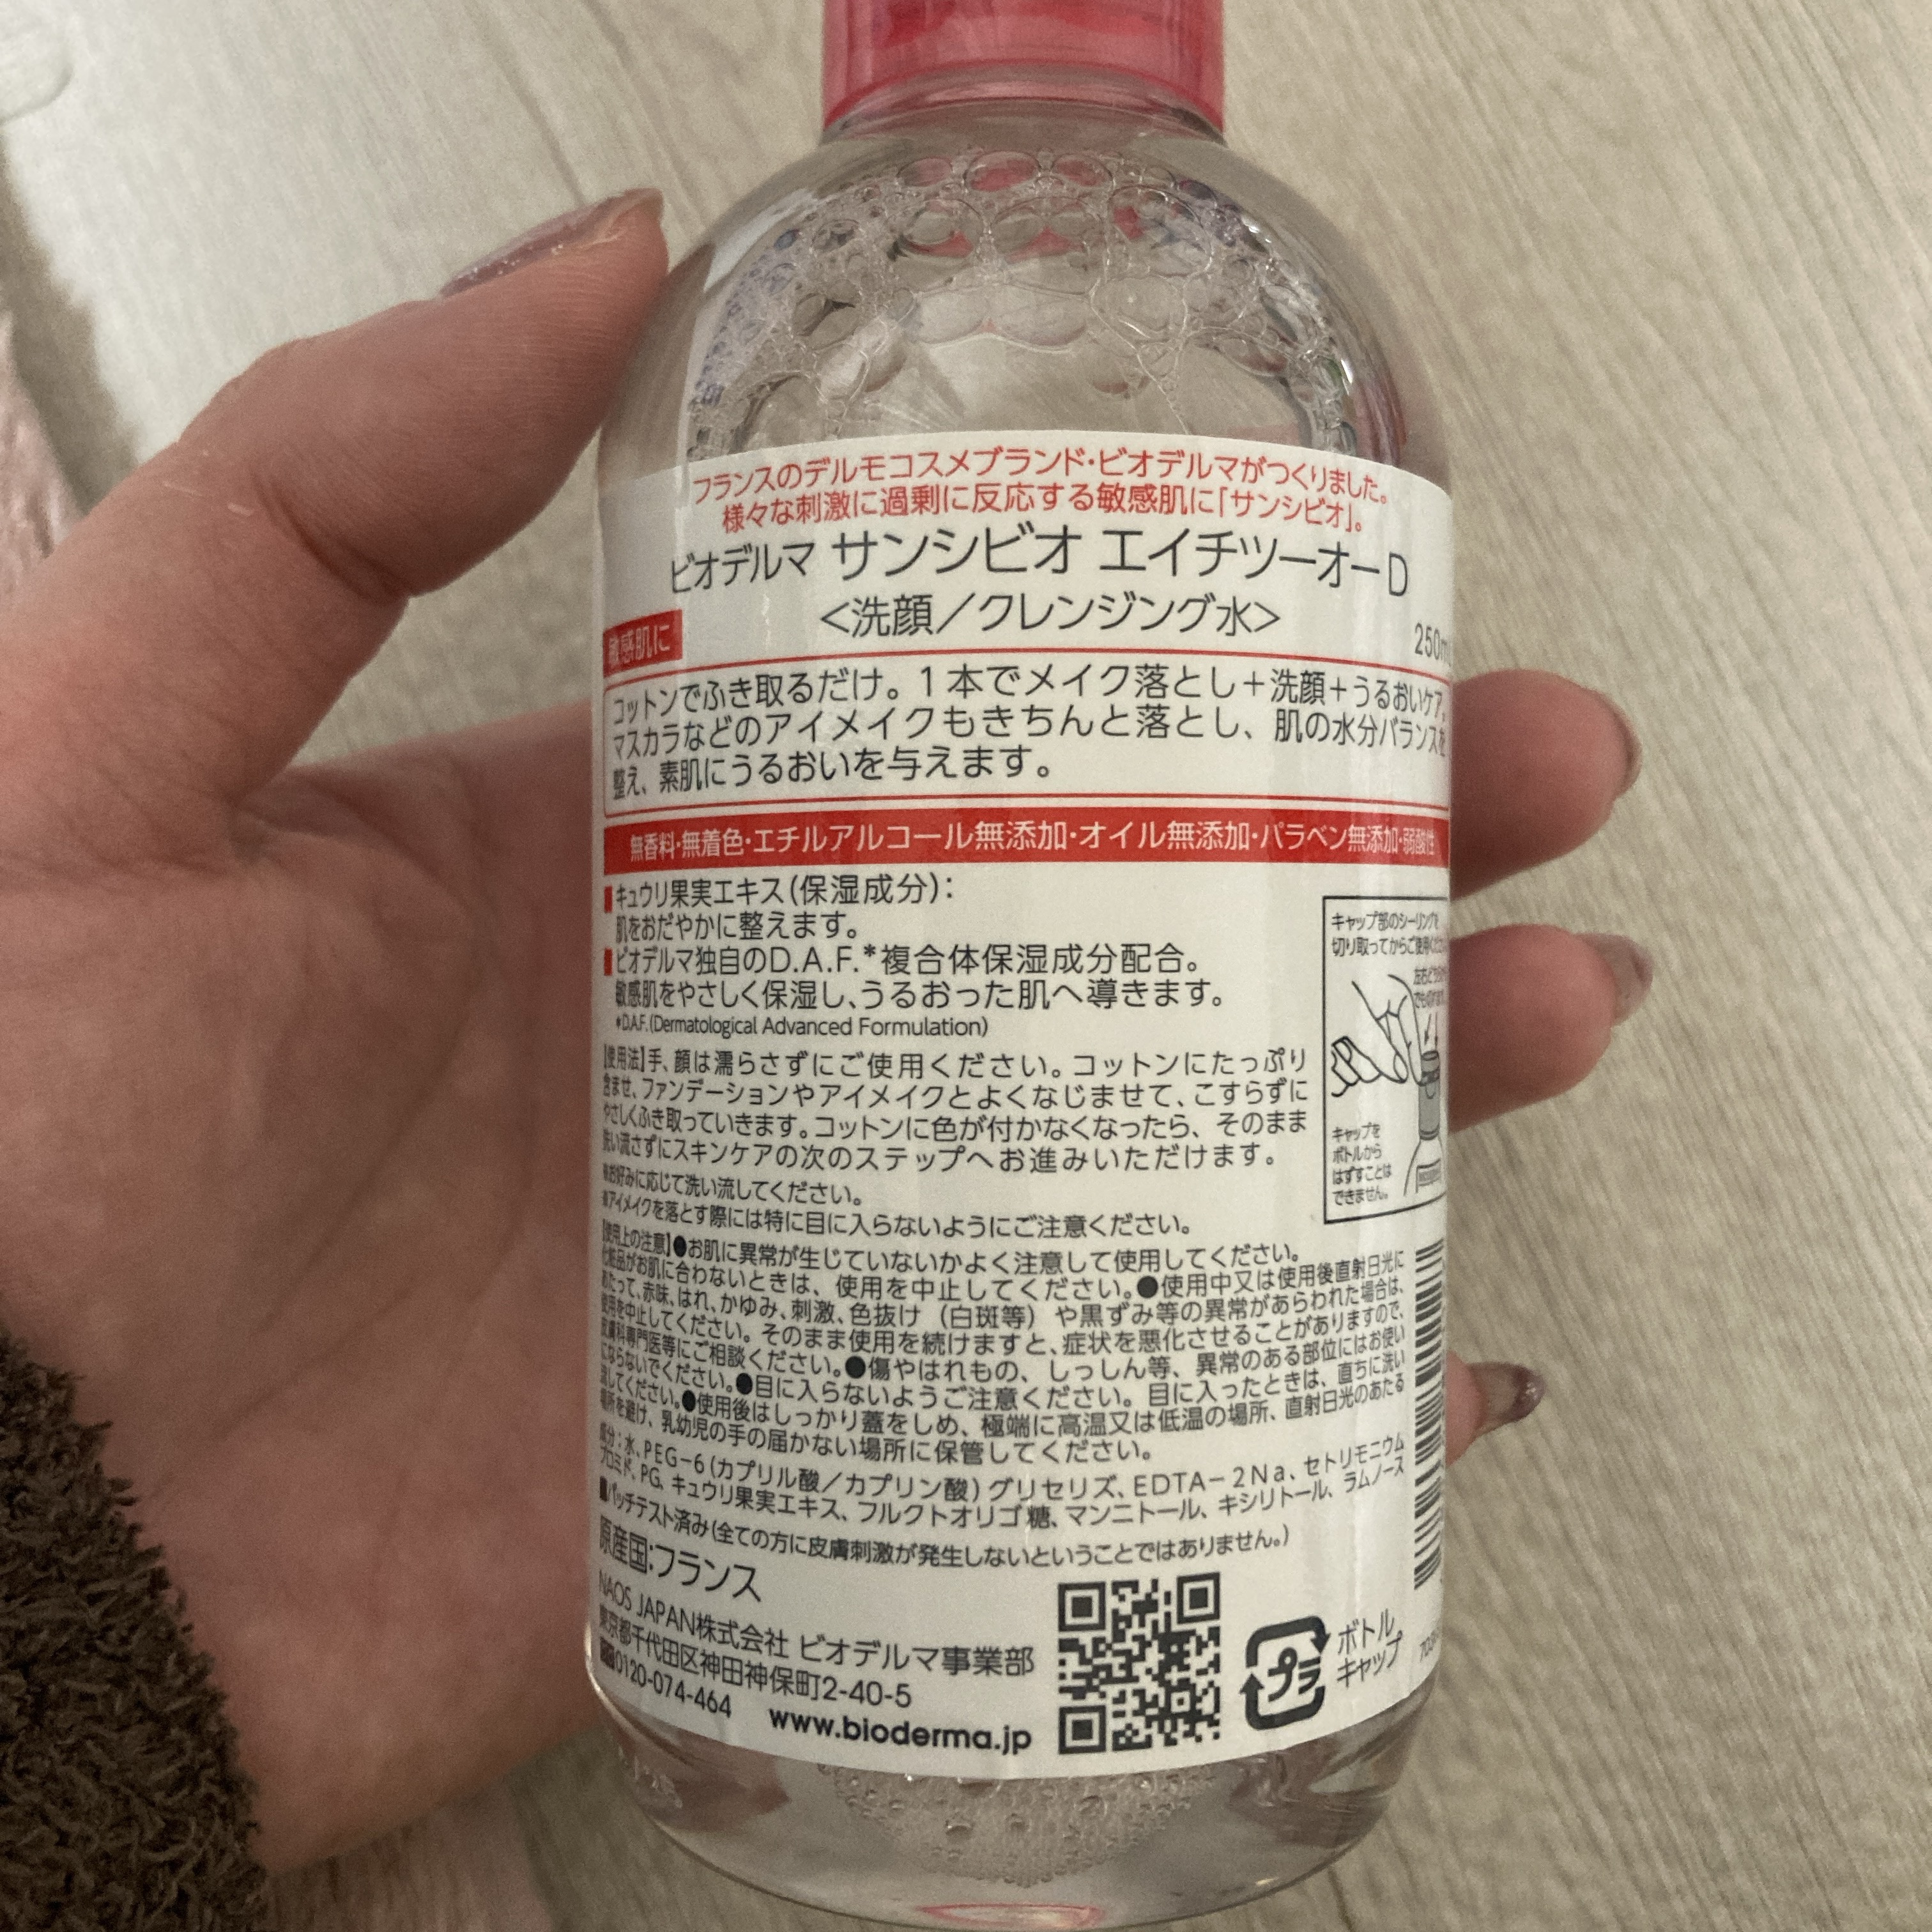 フランスのデルモコスメブランド・ビオデルマがつくりました。
様々な刺激に過剰に反応する敏感肌に「サンシビオ」。
ビオデルマ サンシビオ エイチツーオーD
<洗顔／クレンジング水>
敏感肌に
250m
コットンでふき取るだけ。1本でメイク落とし＋洗顔＋うるおいケア。
マスカラなどのアイメイクもきちんと落とし、肌の水分バランスを
整え、素肌にうるおいを与えます。
無香料・無着色・エチルアルコール無添加・オイル無添加・パラベン無添加・弱酸性
■キュウリ果実エキス(保湿成分)：
肌をおだやかに整えます。
■ビオデルマ独自のD.A.F.*複合体保湿成分配合。
敏感肌をやさしく保湿し、うるおった肌へ導きます。
*D.A.F.(Dermatological Advanced Formulation)
キャップ部のシーリングを
切り取ってからご使用ください
キャップを
ボトルから
はずすことは
できません。
【使用法】手、顔は濡らさずにご使用ください。コットンにたっぷり
含ませ、ファンデーションやアイメイクとよくなじませて、こすらずに
やさしくふき取っていきます。コットンに色が付かなくなったら、そのまま
洗い流さずにスキンケアの次のステップへお進みいただけます。
※お好みに応じて洗い流してください。
※アイメイクを落とす際には特に目に入らないようにご注意ください。
【使用上の注意】●お肌に異常が生じていないかよく注意して使用してください。
化粧品がお肌に合わないときは、使用を中止してください。●使用中又は使用後直射日光に
あたって、赤味、はれ、かゆみ、刺激、色抜け（白斑等）や黒ずみ等の異常があらわれた場合は、
使用を中止してください。そのまま使用を続けますと、症状を悪化させることがありますので、
皮膚科専門医等にご相談ください。●傷やはれもの、しっしん等、異常のある部位にはお使い
にならないでください。●目に入らないようご注意ください。目に入ったときは、直ちに洗い
流してください。●使用後はしっかり蓋をしめ、極端に高温又は低温の場所、直射日光のあたる
場所を避け、乳幼児の手の届かない場所に保管してください。
成分：水、PEG－6(カプリル酸／カプリン酸)グリセリズ、EDTA－2Na、セトリモニウム
ブロミド、PG、キュウリ果実エキス、フルクトオリゴ糖、マンニトール、キシリトール、ラムノース
■パッチテスト済み(全ての方に皮膚刺激が発生しないということではありません。)
原産国:フランス
NAOS JAPAN株式会社 ビオデルマ事業部
東京都千代田区神田神保町2-40-5
0120-074-464
www.bioderma.jp
プラ
ボトル
キャップ